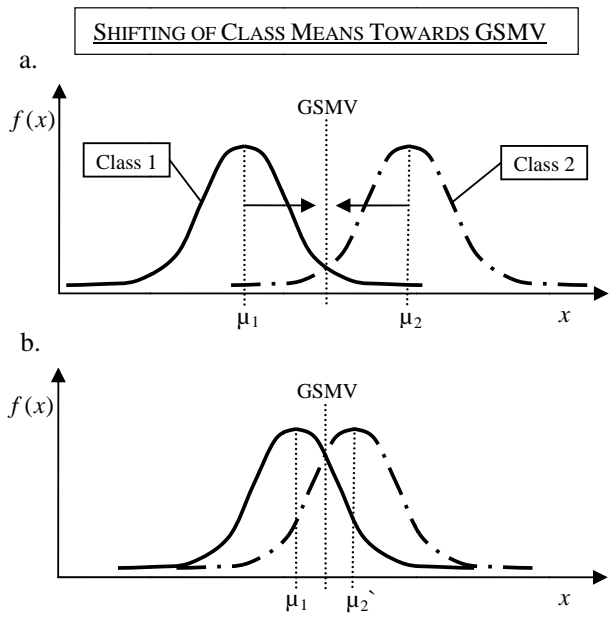 SHIFTING OF CLASS MEANS TOWARDS GSMV
a.
GSMV
f(x)
Class 1
Class 2
μ1
μ2
x
b.
GSMV
f(x)
μ1
μ2`
x